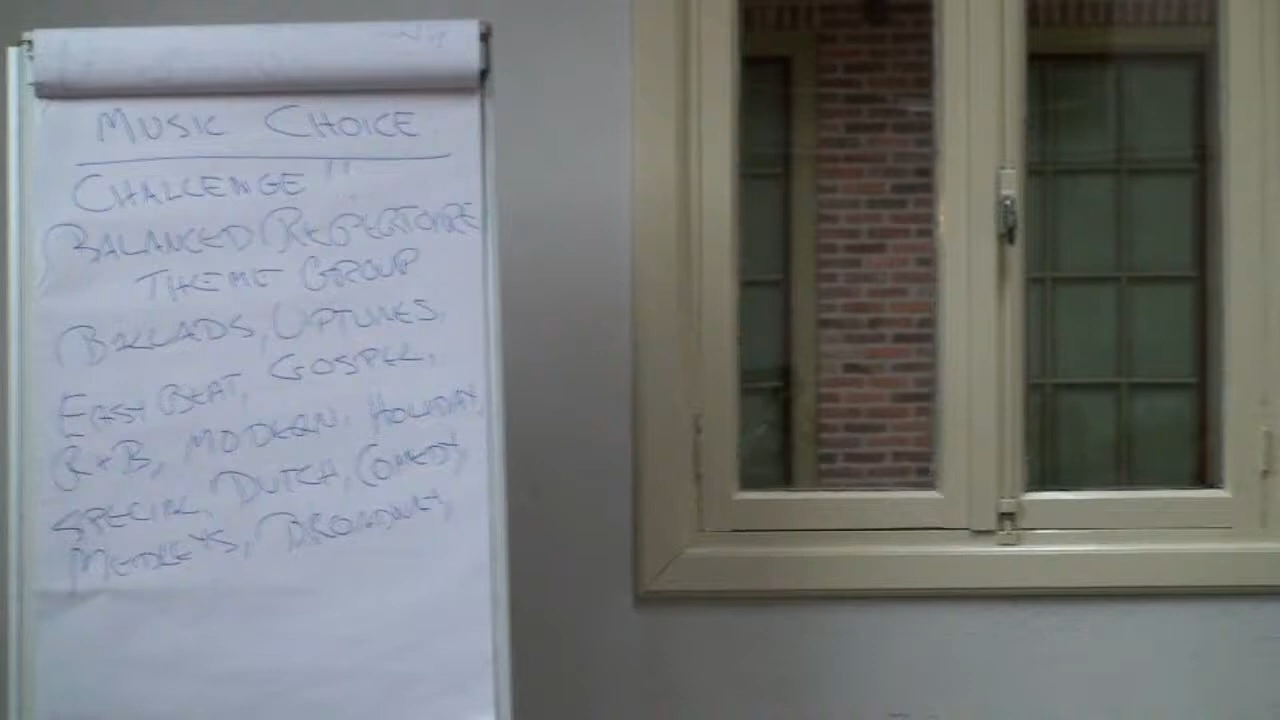 MUSIC CHOICE
CHALLENGE !!
BALANCED REPERTOIRE
THEME GROUP
BALLADS, UPTUNES,
EASY BEAT, GOSPEL,
R+B, MODERN, HOLIDAY,
SPECIAL, DUTCH, COMEDY,
MEDLEYS, BROADWAY,